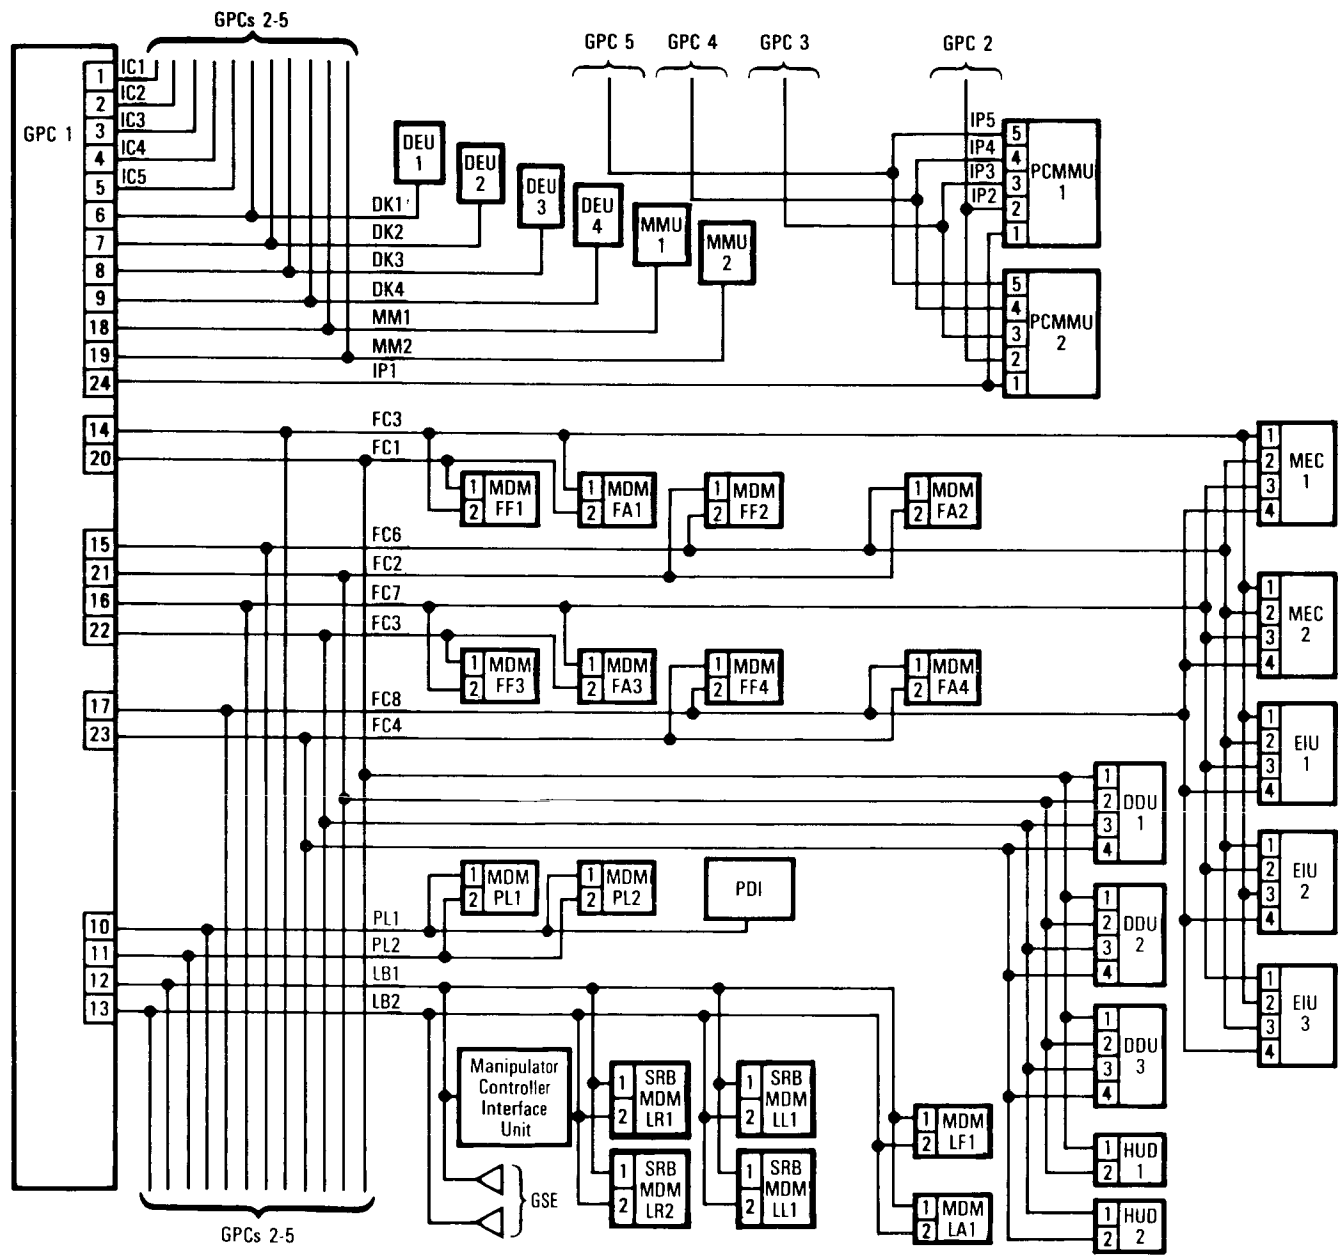 GPCs 2-5
GPC 5
GPC 4
GPC 3
GPC 2
GPC 1
1
IC1
2
IC2
3
IC3
4
IC4
5
IC5
6
DK1
7
DK2
8
DK3
9
DK4
18
MM1
19
MM2
24
IP1
DEU
1
DEU
2
DEU
3
DEU
4
MMU
1
MMU
2
IP5
IP4
IP3
IP2
5
4
3
2
1
PCMMU
1
5
4
3
2
1
PCMMU
2
14
FC3
20
FC1
1
2
MDM
FF1
1
2
MDM
FA1
1
2
MDM
FF2
1
2
MDM
FA2
15
FC6
21
FC2
16
FC7
22
FC3
1
2
MDM
FF3
1
2
MDM
FA3
1
2
MDM
FF4
1
2
MDM
FA4
17
FC8
23
FC4
1
2
3
4
MEC
1
1
2
3
4
MEC
2
1
2
3
4
EIU
1
1
2
3
4
EIU
2
1
2
3
4
EIU
3
1
2
3
4
DDU
1
1
2
3
4
DDU
2
1
2
3
4
DDU
3
1
2
HUD
1
1
2
HUD
2
1
2
MDM
PL1
1
2
MDM
PL2
PDI
10
PL1
11
PL2
12
LB1
13
LB2
Manipulator
Controller
Interface
Unit
1
2
SRB
MDM
LR1
1
2
SRB
MDM
LL1
1
2
MDM
LF1
GSE
1
2
SRB
MDM
LR2
1
2
SRB
MDM
LL1
1
2
MDM
LA1
GPCs 2-5